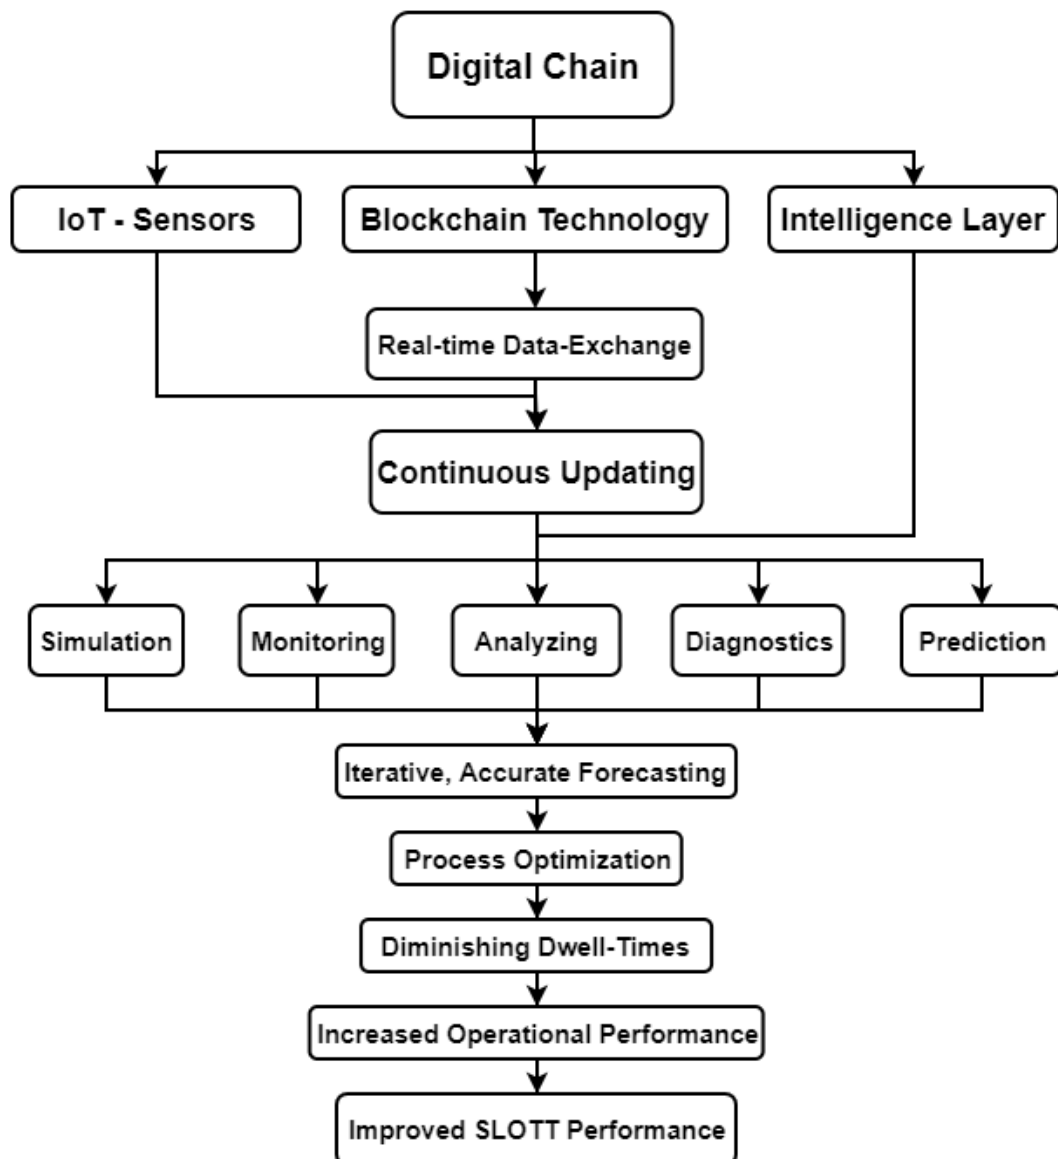 Digital Chain
IoT - Sensors
Blockchain Technology
Intelligence Layer
Real-time Data-Exchange
Continuous Updating
Simulation
Monitoring
Analyzing
Diagnostics
Prediction
Iterative, Accurate Forecasting
Process Optimization
Diminishing Dwell-Times
Increased Operational Performance
Improved SLOTT Performance